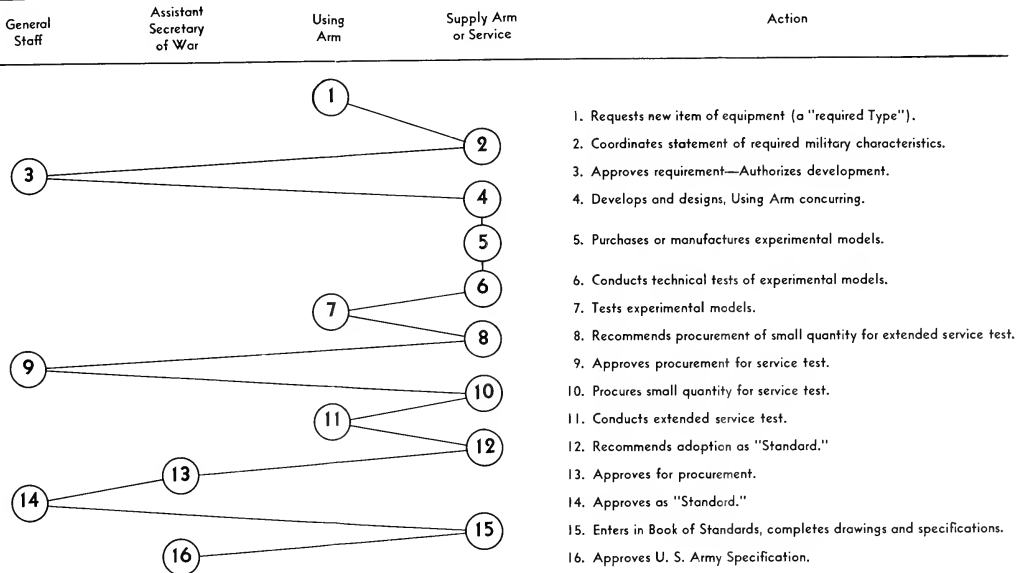 General
Staff
Assistant
Secretary
of War
Using
Arm
Supply Arm
or Service
Action
1
2
3
4
5
6
7
8
9
10
11
12
13
14
15
16
1. Requests new item of equipment (a "required Type").
2. Coordinates statement of required military characteristics.
3. Approves requirement—Authorizes development.
4. Develops and designs, Using Arm concurring.
5. Purchases or manufactures experimental models.
6. Conducts technical tests of experimental models.
7. Tests experimental models.
8. Recommends procurement of small quantity for extended service test.
9. Approves procurement for service test.
10. Procures small quantity for service test.
11. Conducts extended service test.
12. Recommends adoption as "Standard."
13. Approves for procurement.
14. Approves as "Standord."
15. Enters in Book of Standards, completes drawings and specifications.
16. Approves U. S. Army Specification.